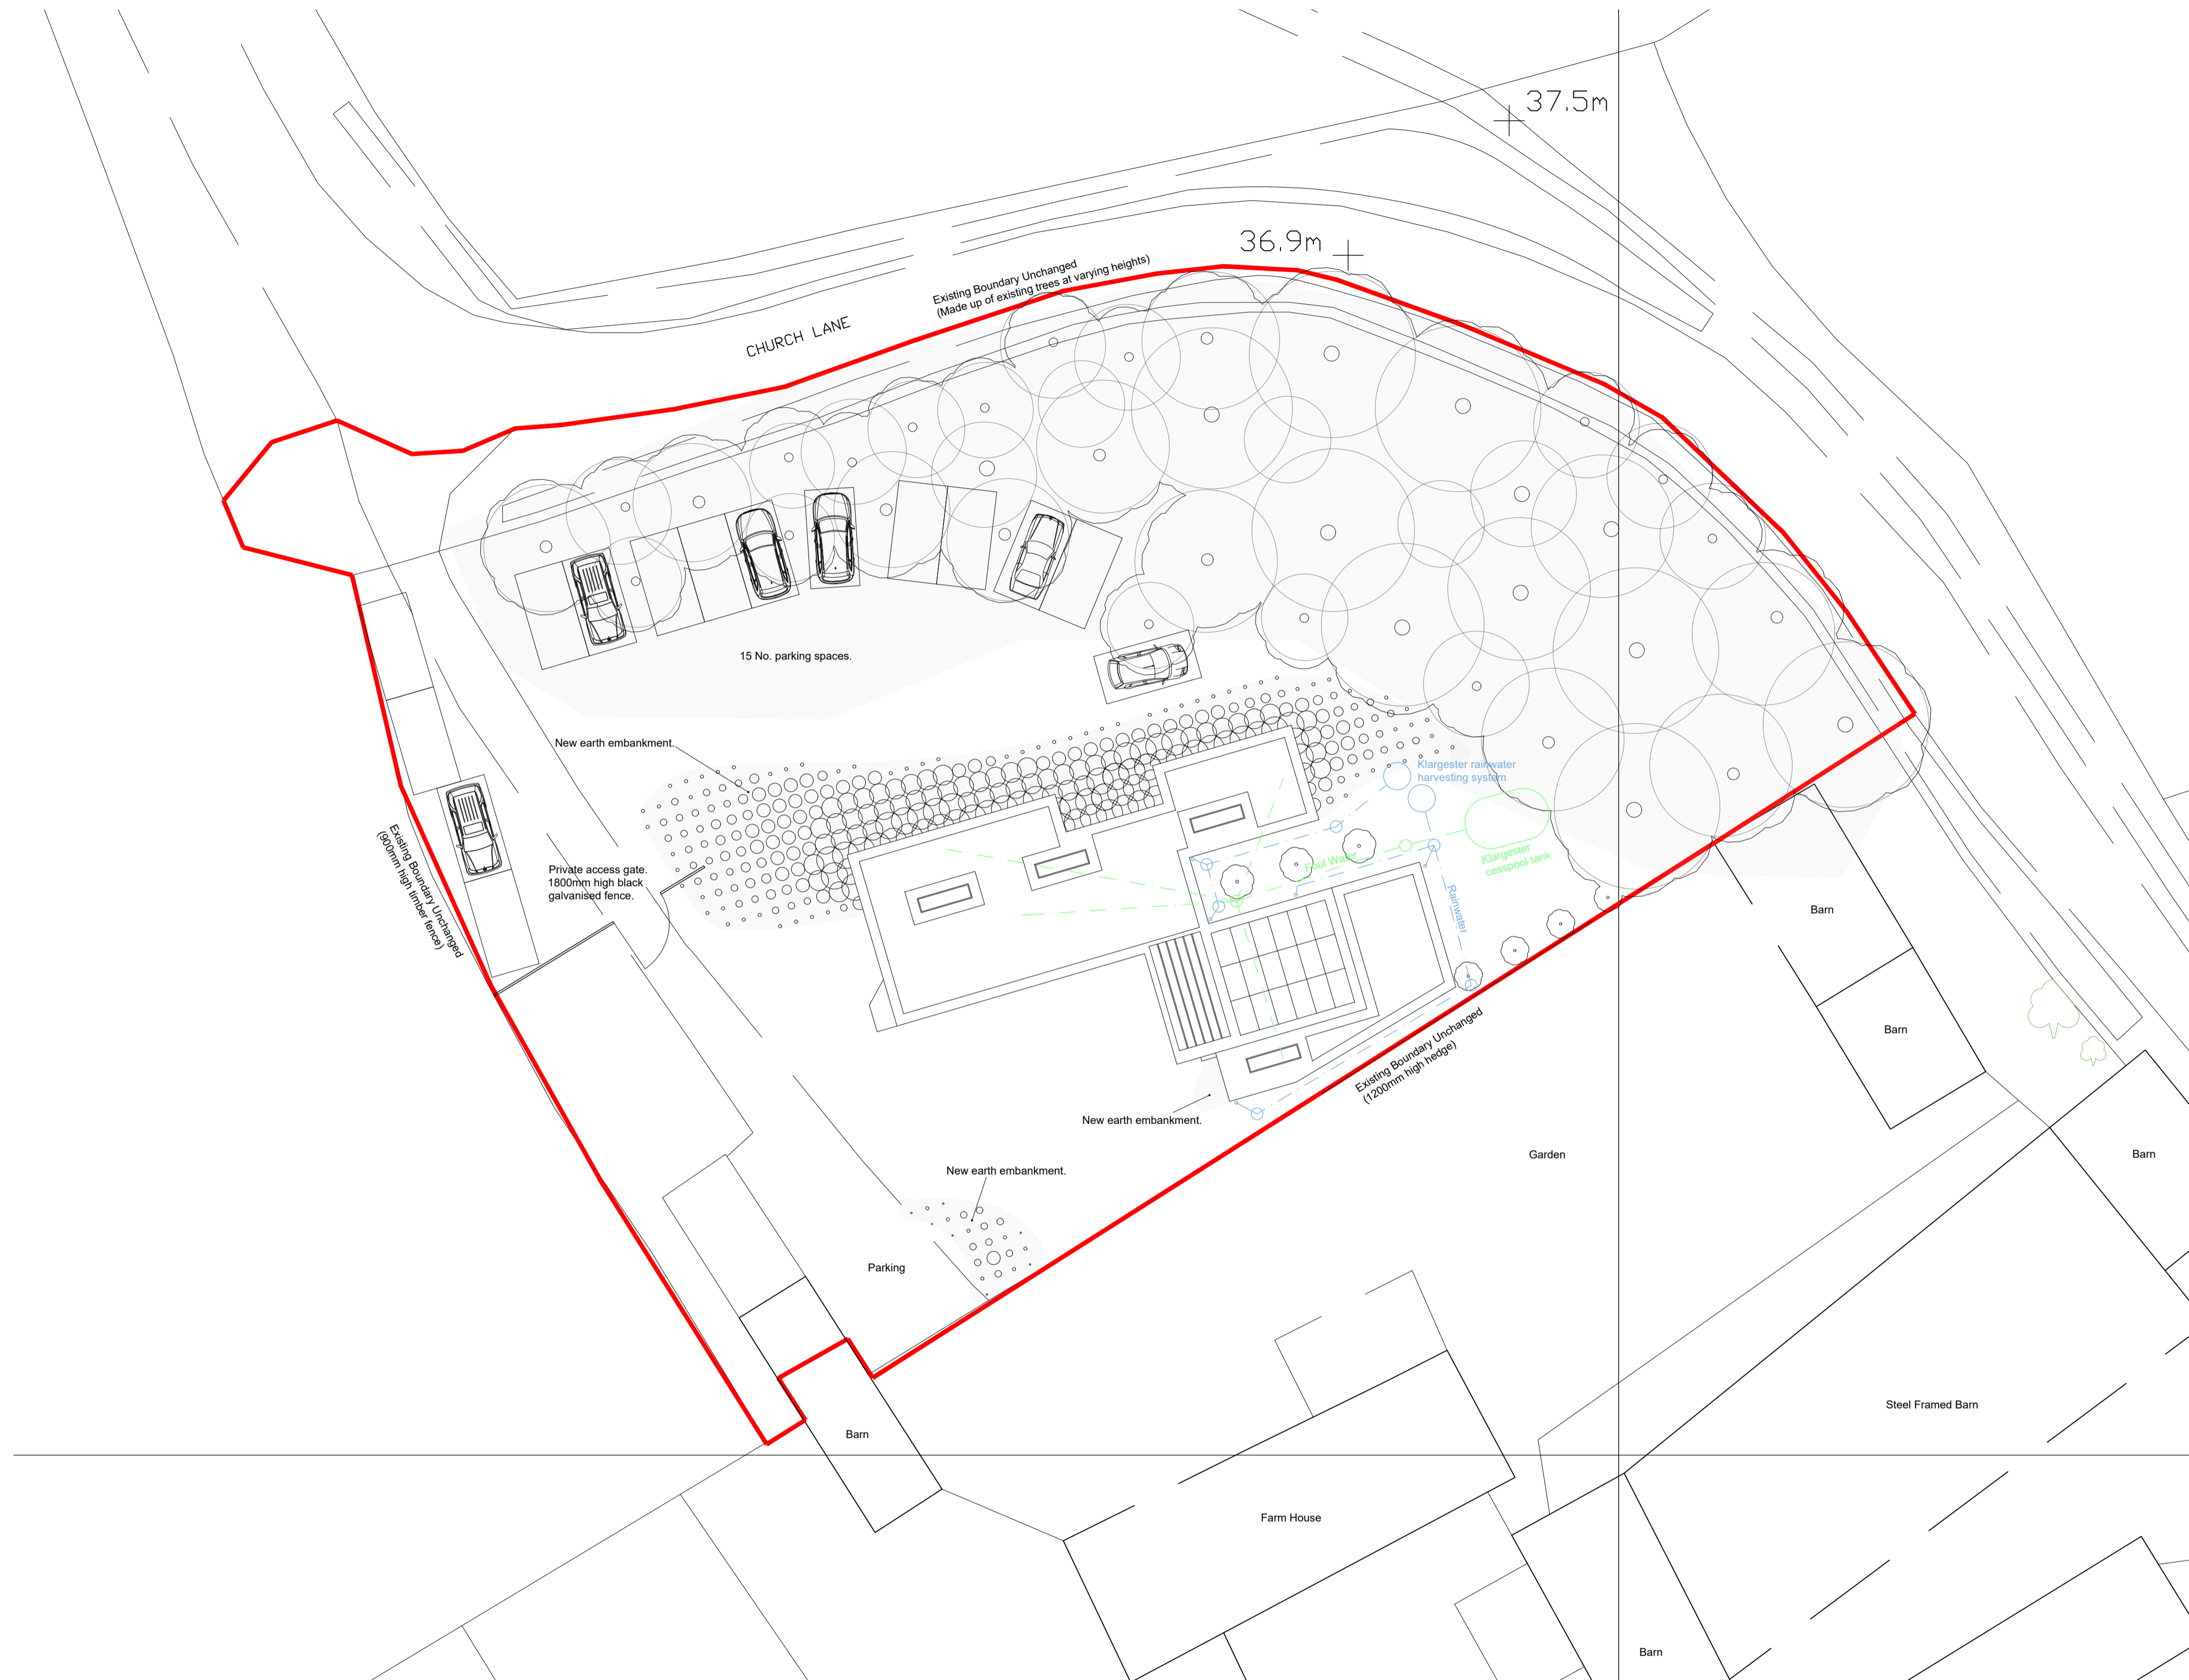 37.5m
36.9m
Existing Boundary Unchanged
(Made up of existing trees at varying heights)
CHURCH LANE
15 No. parking spaces.
New earth embankment.
Klargester rainwater
harvesting system
Existing Boundary Unchanged
(900mm high timber fence)
Private access gate.
1800mm high black
galvanised fence.
Foul Water
Klargester
cesspool tank
Rainwater
Barn
Barn
Existing Boundary Unchanged
(1200mm high hedge)
New earth embankment.
Garden
Barn
New earth embankment.
Parking
Steel Framed Barn
Barn
Farm House
Barn